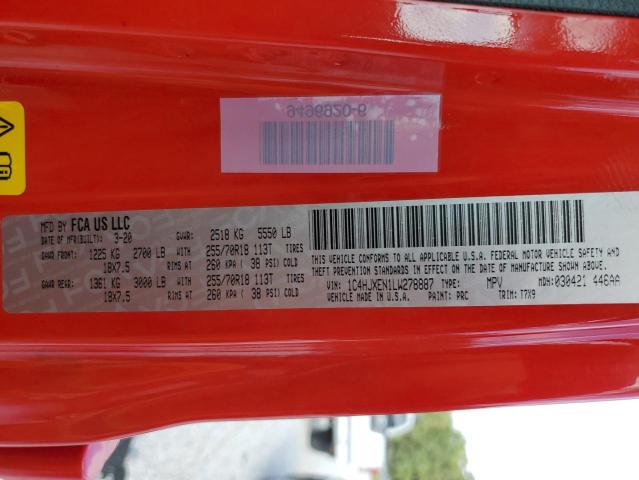 9496920-6
MFD BY FCA US LLC
DATE OF MFR(BUILT): 3-20 GVWR: 2518 KG 5550 LB
GAWR FRONT: 1225 KG 2700 LB WITH 255/70R18 113T TIRES
18X7.5 RIMS AT 260 KPA ( 38 PSI) COLD
GAWR REAR: 1361 KG 3000 LB WITH 255/70R18 113T TIRES
18X7.5 RIMS AT 260 KPA ( 38 PSI) COLD
THIS VEHICLE CONFORMS TO ALL APPLICABLE U.S.A. FEDERAL MOTOR VEHICLE SAFETY AND
THEFT PREVENTION STANDARDS IN EFFECT ON THE DATE OF MANUFACTURE SHOWN ABOVE.
VIN: 1C4HJXEN1LW278887 TYPE: MPV MDH: 030421 446AA
VEHICLE MADE IN U.S.A. PAINT: PRC TRIM: T7X9